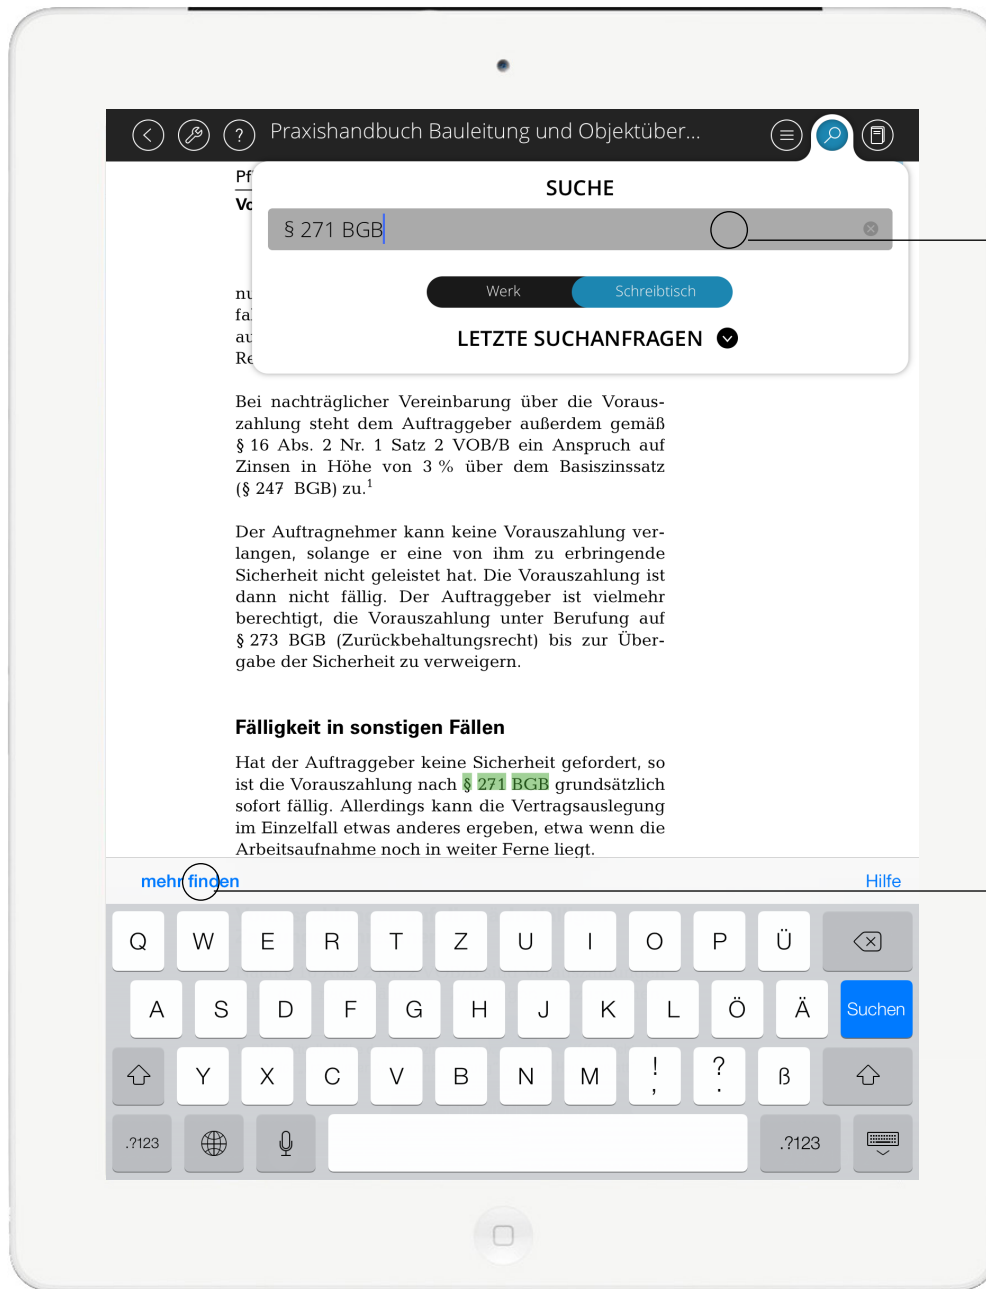 Praxishandbuch Bauleitung und Objektüber...
Pf
SUCHE
Vo
§ 271 BGB
nu
Werk Schreibtisch
fa
au
LETZTE SUCHANFRAGEN
Re
Bei nachträglicher Vereinbarung über die Voraus-
zahlung steht dem Auftraggeber außerdem gemäß
§ 16 Abs. 2 Nr. 1 Satz 2 VOB/B ein Anspruch auf
Zinsen in Höhe von 3 % über dem Basiszinssatz
(§ 247 BGB) zu.¹
Der Auftragnehmer kann keine Vorauszahlung ver-
langen, solange er eine von ihm zu erbringende
Sicherheit nicht geleistet hat. Die Vorauszahlung ist
dann nicht fällig. Der Auftraggeber ist vielmehr
berechtigt, die Vorauszahlung unter Berufung auf
§ 273 BGB (Zurückbehaltungsrecht) bis zur Über-
gabe der Sicherheit zu verweigern.
Fälligkeit in sonstigen Fällen
Hat der Auftraggeber keine Sicherheit gefordert, so
ist die Vorauszahlung nach § 271 BGB grundsätzlich
sofort fällig. Allerdings kann die Vertragsauslegung
im Einzelfall etwas anderes ergeben, etwa wenn die
Arbeitsaufnahme noch in weiter Ferne liegt.
mehr finden Hilfe
Q W E R T Z U I O P Ü
A S D F G H J K L Ö Ä Suchen
Y X C V B N M ! , ? . ß
.?123 .?123